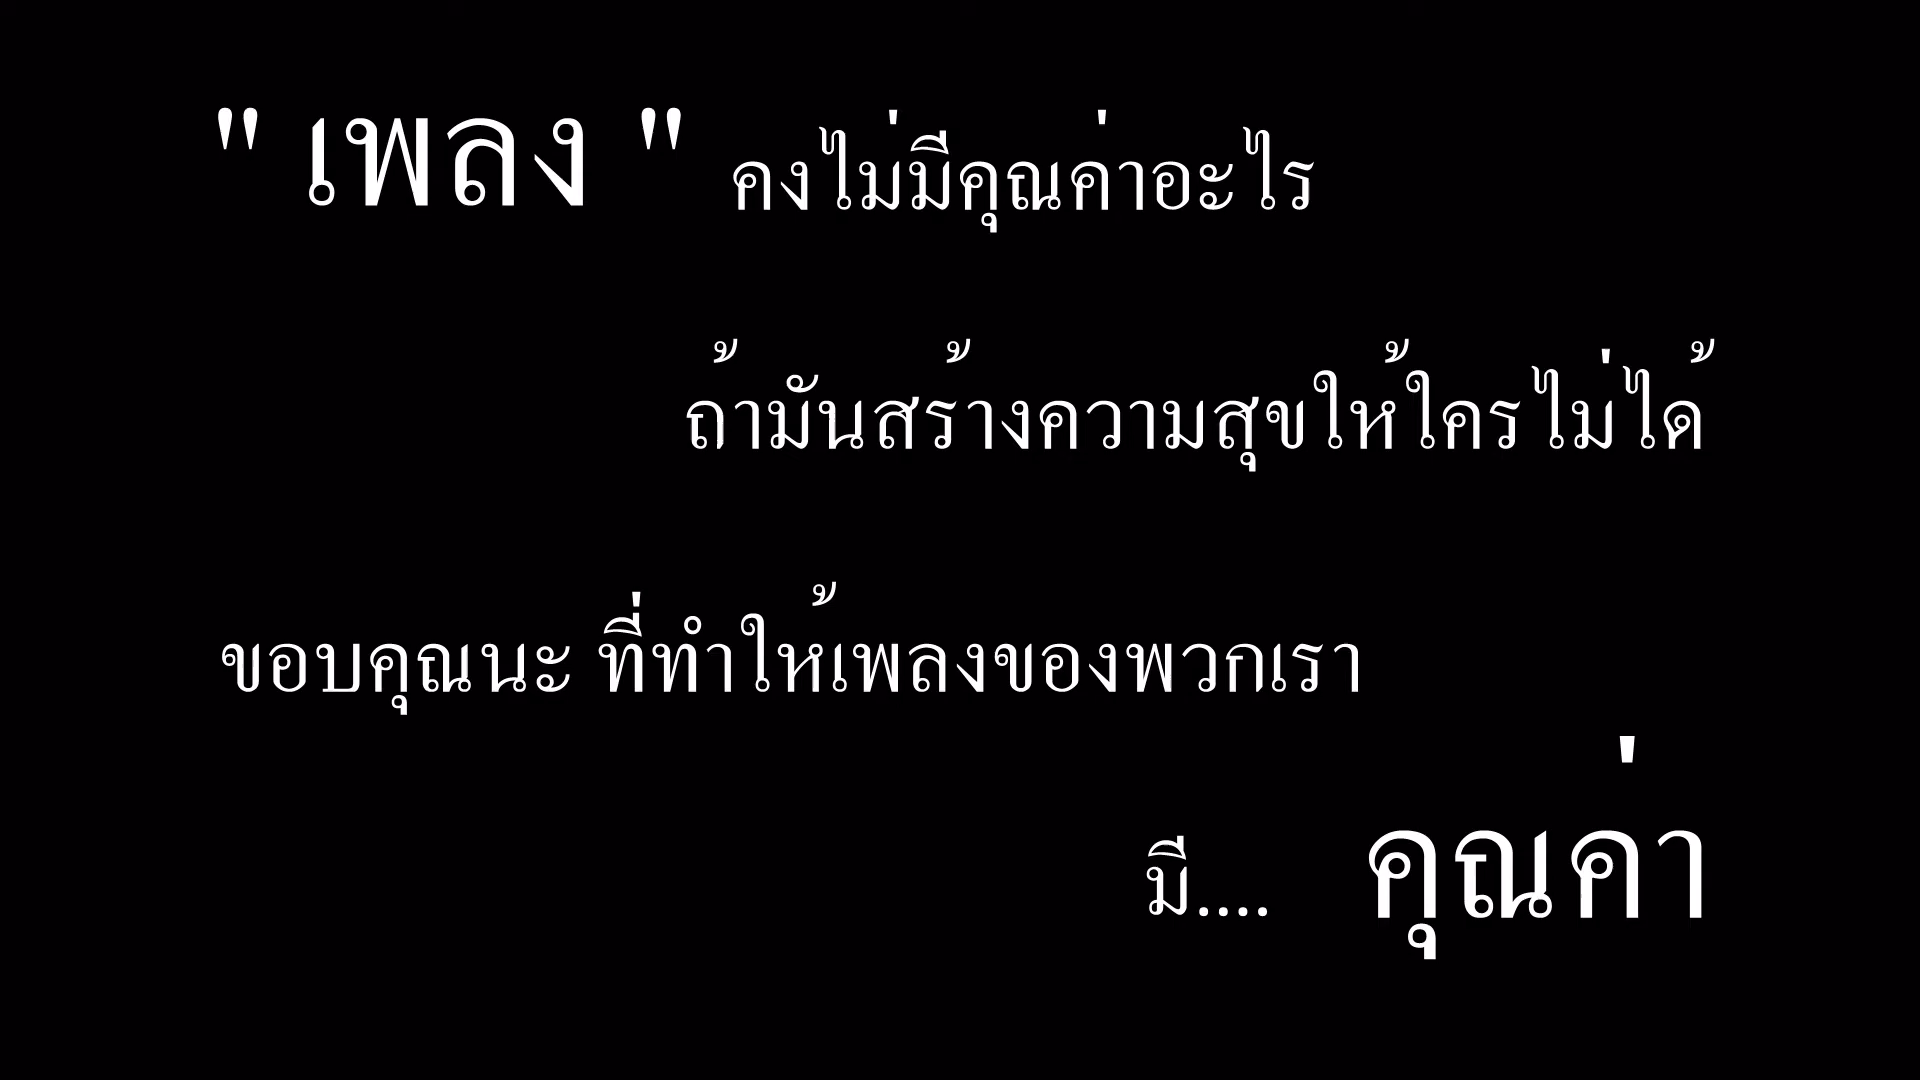 " เพลง " คงไม่มีคุณค่าอะไร
ถ้ามันสร้างความสุขให้ใครไม่ได้
ขอบคุณนะ ที่ทำให้เพลงของพวกเรา
มี.... คุณค่า